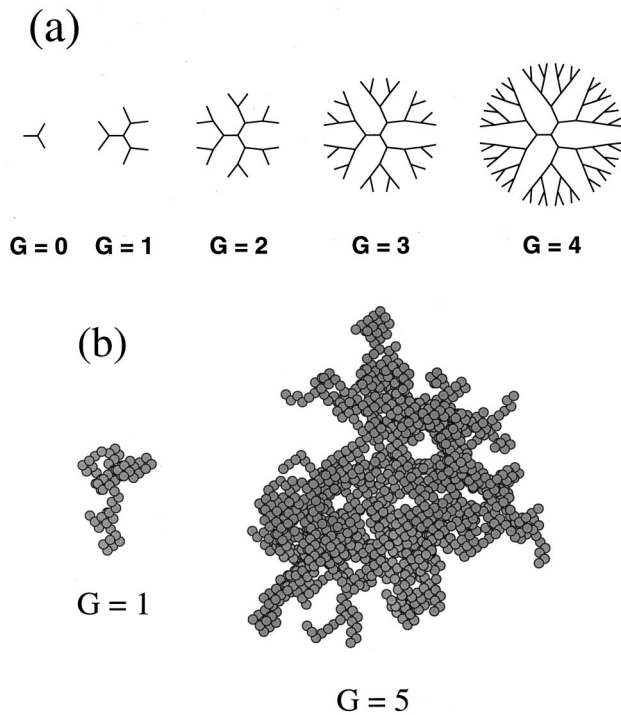 (a)
G = 0 G = 1 G = 2 G = 3 G = 4
(b)
G = 1
G = 5